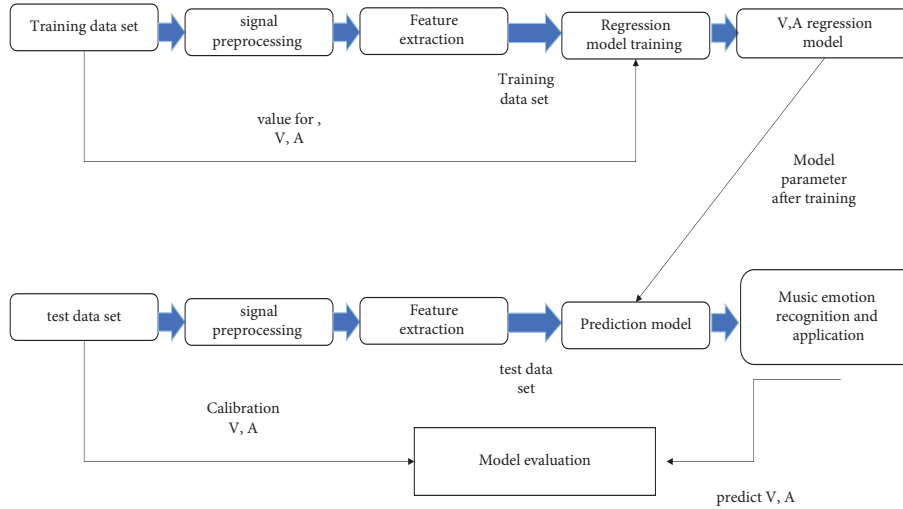 Training data set
signal
preprocessing
Feature
extraction
Regression
model training
V,A regression
model
Training
data set
value for ,
V, A
Model
parameter
after training
test data set
signal
preprocessing
Feature
extraction
Prediction model
Music emotion
recognition and
application
test data
set
Calibration
V, A
Model evaluation
predict V, A